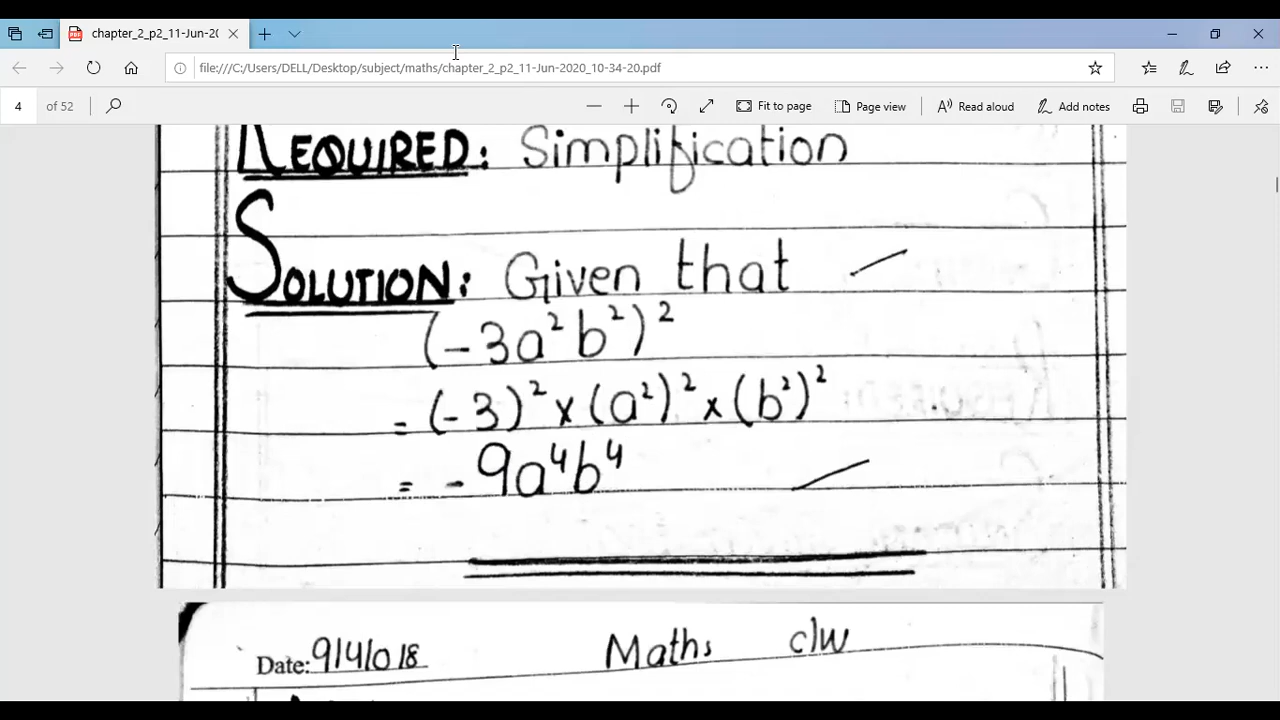 chapter_2_p2_11-Jun-20
file:///C:/Users/DELL/Desktop/subject/maths/chapter_2_p2_11-Jun-2020_10-34-20.pdf
4 of 52 Fit to page Page view Read aloud Add notes
REQUIRED: Simplification
SOLUTION: Given that
(-3a²b²)²
= (-3)² × (a²)² × (b²)²
= -9a⁴b⁴
Date: 9/4/018 Maths c/w